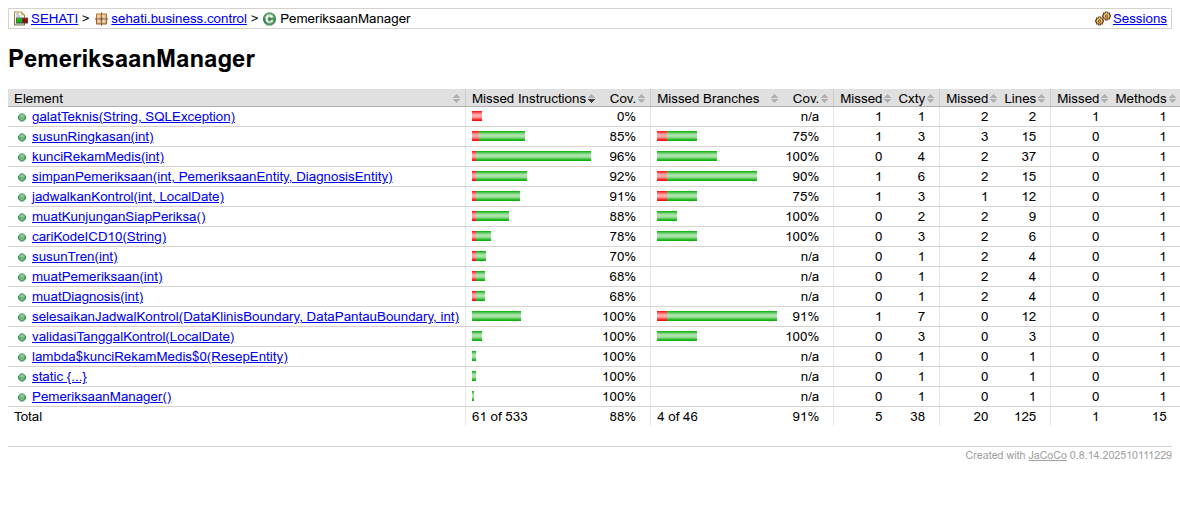 SEHATI > sehati.business.control > PemeriksaanManager Sessions
PemeriksaanManager
Element Missed Instructions Cov. Missed Branches Cov. Missed Cxty Missed Lines Missed Methods
galatTeknis(String, SQLException) 0% n/a 1 1 2 2 1 1
susunRingkasan(int) 85% 75% 1 3 3 15 0 1
kunciRekamMedis(int) 96% 100% 0 4 2 37 0 1
simpanPemeriksaan(int, PemeriksaanEntity, DiagnosisEntity) 92% 90% 1 6 2 15 0 1
jadwalkanKontrol(int, LocalDate) 91% 75% 1 3 1 12 0 1
muatKunjunganSiapPeriksa() 88% 100% 0 2 2 9 0 1
cariKodeICD10(String) 78% 100% 0 3 2 6 0 1
susunTren(int) 70% n/a 0 1 2 4 0 1
muatPemeriksaan(int) 68% n/a 0 1 2 4 0 1
muatDiagnosis(int) 68% n/a 0 1 2 4 0 1
selesaikanJadwalKontrol(DataKlinisBoundary, DataPantauBoundary, int) 100% 91% 1 7 0 12 0 1
validasiTanggalKontrol(LocalDate) 100% 100% 0 3 0 3 0 1
lambda$kunciRekamMedis$0(ResepEntity) 100% n/a 0 1 0 1 0 1
static {...} 100% n/a 0 1 0 1 0 1
PemeriksaanManager() 100% n/a 0 1 0 1 0 1
Total 61 of 533 88% 4 of 46 91% 5 38 20 125 1 15
Created with JaCoCo 0.8.14.202510111229